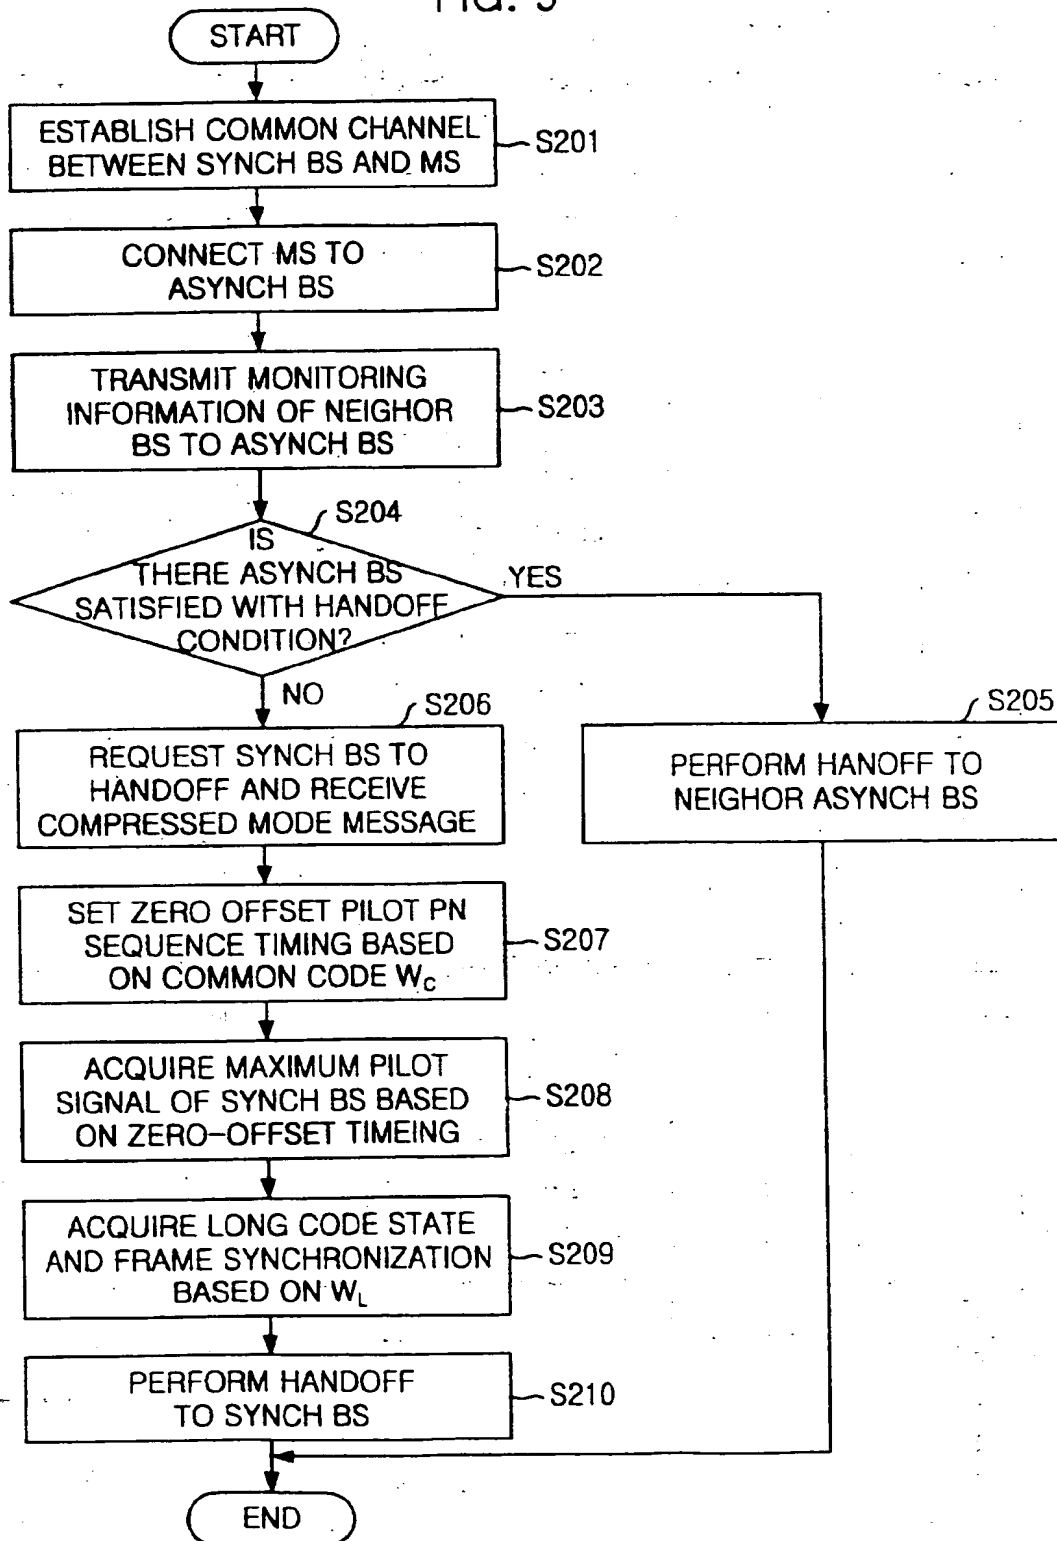 START
ESTABLISH COMMON CHANNEL
BETWEEN SYNCH BS AND MS
S201
CONNECT MS TO
ASYNCH BS
S202
TRANSMIT MONITORING
INFORMATION OF NEIGHOR
BS TO ASYNCH BS
S203
S204
IS
THERE ASYNCH BS
SATISFIED WITH HANDOFF
CONDITION?
YES
NO
S206
REQUEST SYNCH BS TO
HANDOFF AND RECEIVE
COMPRESSED MODE MESSAGE
S205
PERFORM HANOFF TO
NEIGHOR ASYNCH BS
SET ZERO OFFSET PILOT PN
SEQUENCE TIMING BASED
ON COMMON CODE WC
S207
ACQUIRE MAXIMUM PILOT
SIGNAL OF SYNCH BS BASED
ON ZERO-OFFSET TIMEING
S208
ACQUIRE LONG CODE STATE
AND FRAME SYNCHRONIZATION
BASED ON WL
S209
PERFORM HANDOFF
TO SYNCH BS
S210
END